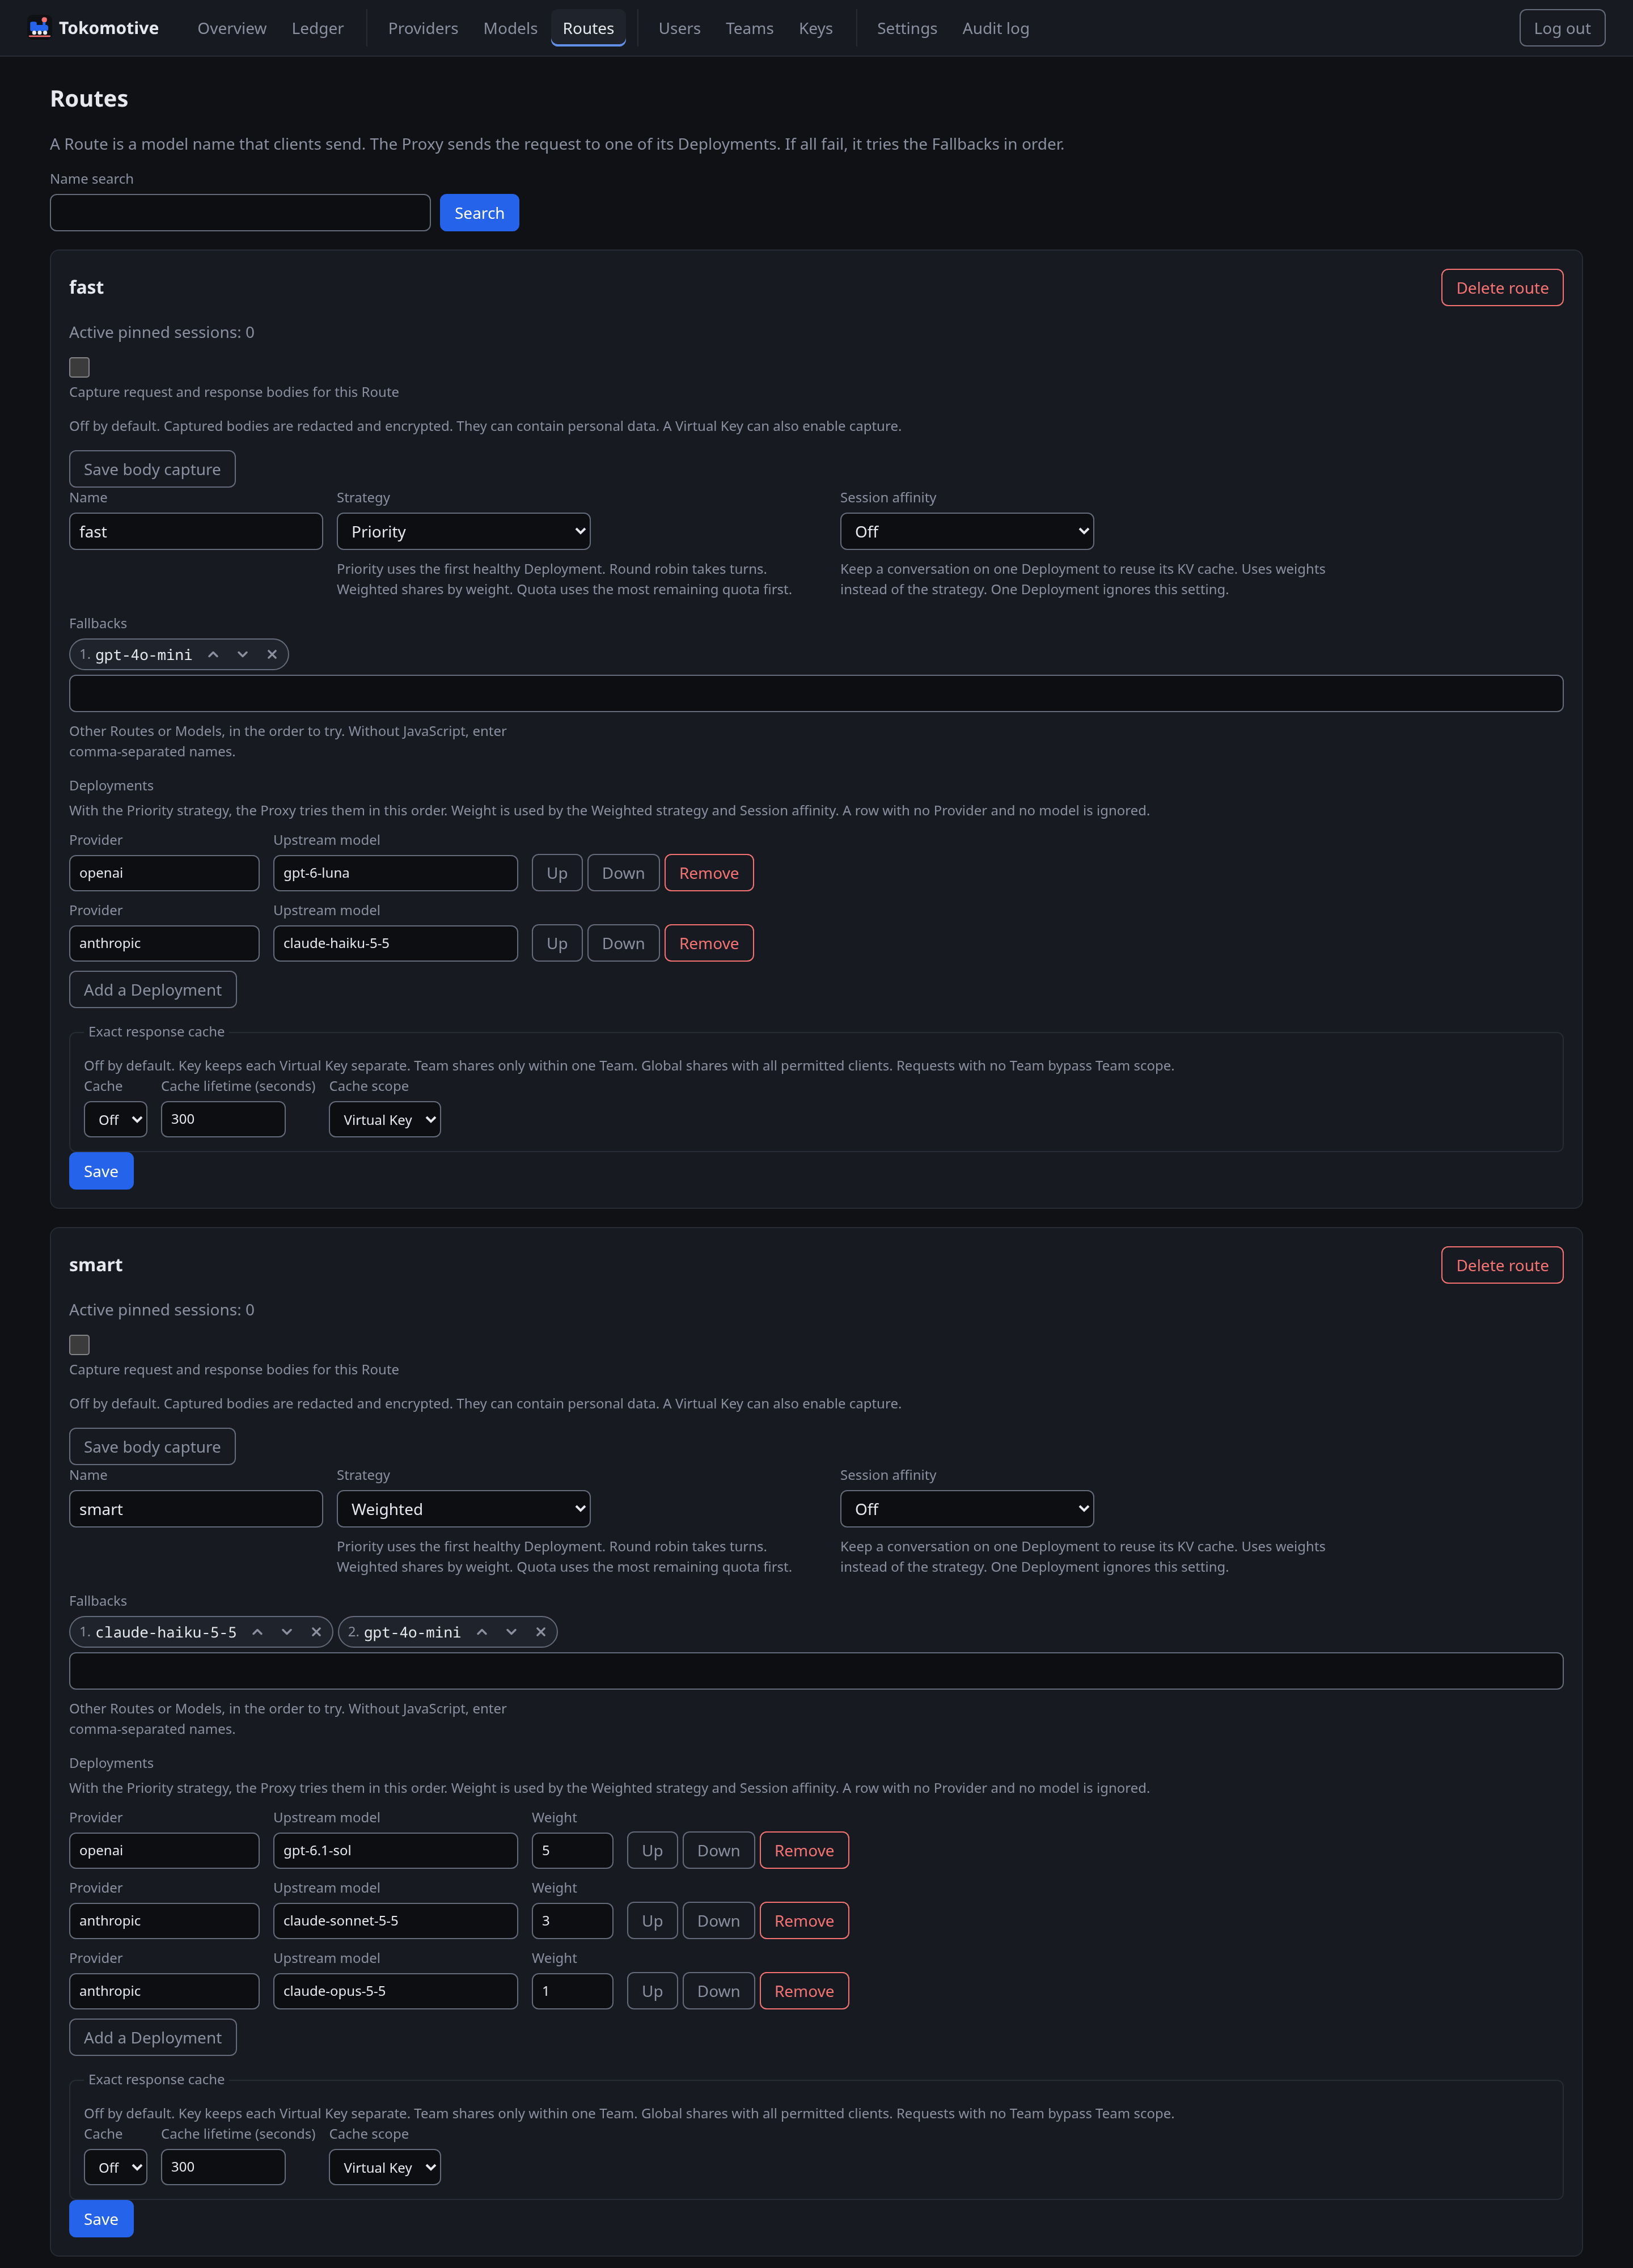 Tokomotive Overview Ledger Providers Models Routes Users Teams Keys Settings Audit log Log out
Routes
A Route is a model name that clients send. The Proxy sends the request to one of its Deployments. If all fail, it tries the Fallbacks in order.
Name search
Search
fast Delete route
Active pinned sessions: 0
Capture request and response bodies for this Route
Off by default. Captured bodies are redacted and encrypted. They can contain personal data. A Virtual Key can also enable capture.
Save body capture
Name Strategy Session affinity
fast Priority Off
Priority uses the first healthy Deployment. Round robin takes turns. Keep a conversation on one Deployment to reuse its KV cache. Uses weights
Weighted shares by weight. Quota uses the most remaining quota first. instead of the strategy. One Deployment ignores this setting.
Fallbacks
1. gpt-4o-mini
Other Routes or Models, in the order to try. Without JavaScript, enter
comma-separated names.
Deployments
With the Priority strategy, the Proxy tries them in this order. Weight is used by the Weighted strategy and Session affinity. A row with no Provider and no model is ignored.
Provider Upstream model
openai gpt-6-luna Up Down Remove
Provider Upstream model
anthropic claude-haiku-5-5 Up Down Remove
Add a Deployment
Exact response cache
Off by default. Key keeps each Virtual Key separate. Team shares only within one Team. Global shares with all permitted clients. Requests with no Team bypass Team scope.
Cache Cache lifetime (seconds) Cache scope
Off 300 Virtual Key
Save
smart Delete route
Active pinned sessions: 0
Capture request and response bodies for this Route
Off by default. Captured bodies are redacted and encrypted. They can contain personal data. A Virtual Key can also enable capture.
Save body capture
Name Strategy Session affinity
smart Weighted Off
Priority uses the first healthy Deployment. Round robin takes turns. Keep a conversation on one Deployment to reuse its KV cache. Uses weights
Weighted shares by weight. Quota uses the most remaining quota first. instead of the strategy. One Deployment ignores this setting.
Fallbacks
1. claude-haiku-5-5 2. gpt-4o-mini
Other Routes or Models, in the order to try. Without JavaScript, enter
comma-separated names.
Deployments
With the Priority strategy, the Proxy tries them in this order. Weight is used by the Weighted strategy and Session affinity. A row with no Provider and no model is ignored.
Provider Upstream model Weight
openai gpt-6.1-sol 5 Up Down Remove
Provider Upstream model Weight
anthropic claude-sonnet-5-5 3 Up Down Remove
Provider Upstream model Weight
anthropic claude-opus-5-5 1 Up Down Remove
Add a Deployment
Exact response cache
Off by default. Key keeps each Virtual Key separate. Team shares only within one Team. Global shares with all permitted clients. Requests with no Team bypass Team scope.
Cache Cache lifetime (seconds) Cache scope
Off 300 Virtual Key
Save